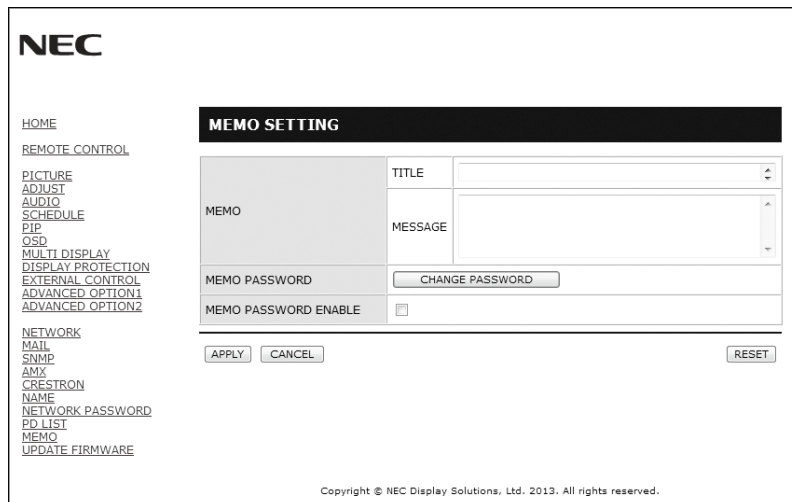 NEC
HOME
REMOTE CONTROL
PICTURE
ADJUST
AUDIO
SCHEDULE
PIP
OSD
MULTI DISPLAY
DISPLAY PROTECTION
EXTERNAL CONTROL
ADVANCED OPTION1
ADVANCED OPTION2
NETWORK
MAIL
SNMP
AMX
CRESTRON
NAME
NETWORK PASSWORD
PD LIST
MEMO
UPDATE FIRMWARE
MEMO SETTING
MEMO
TITLE
MESSAGE
MEMO PASSWORD
CHANGE PASSWORD
MEMO PASSWORD ENABLE
APPLY CANCEL RESET
Copyright © NEC Display Solutions, Ltd. 2013. All rights reserved.